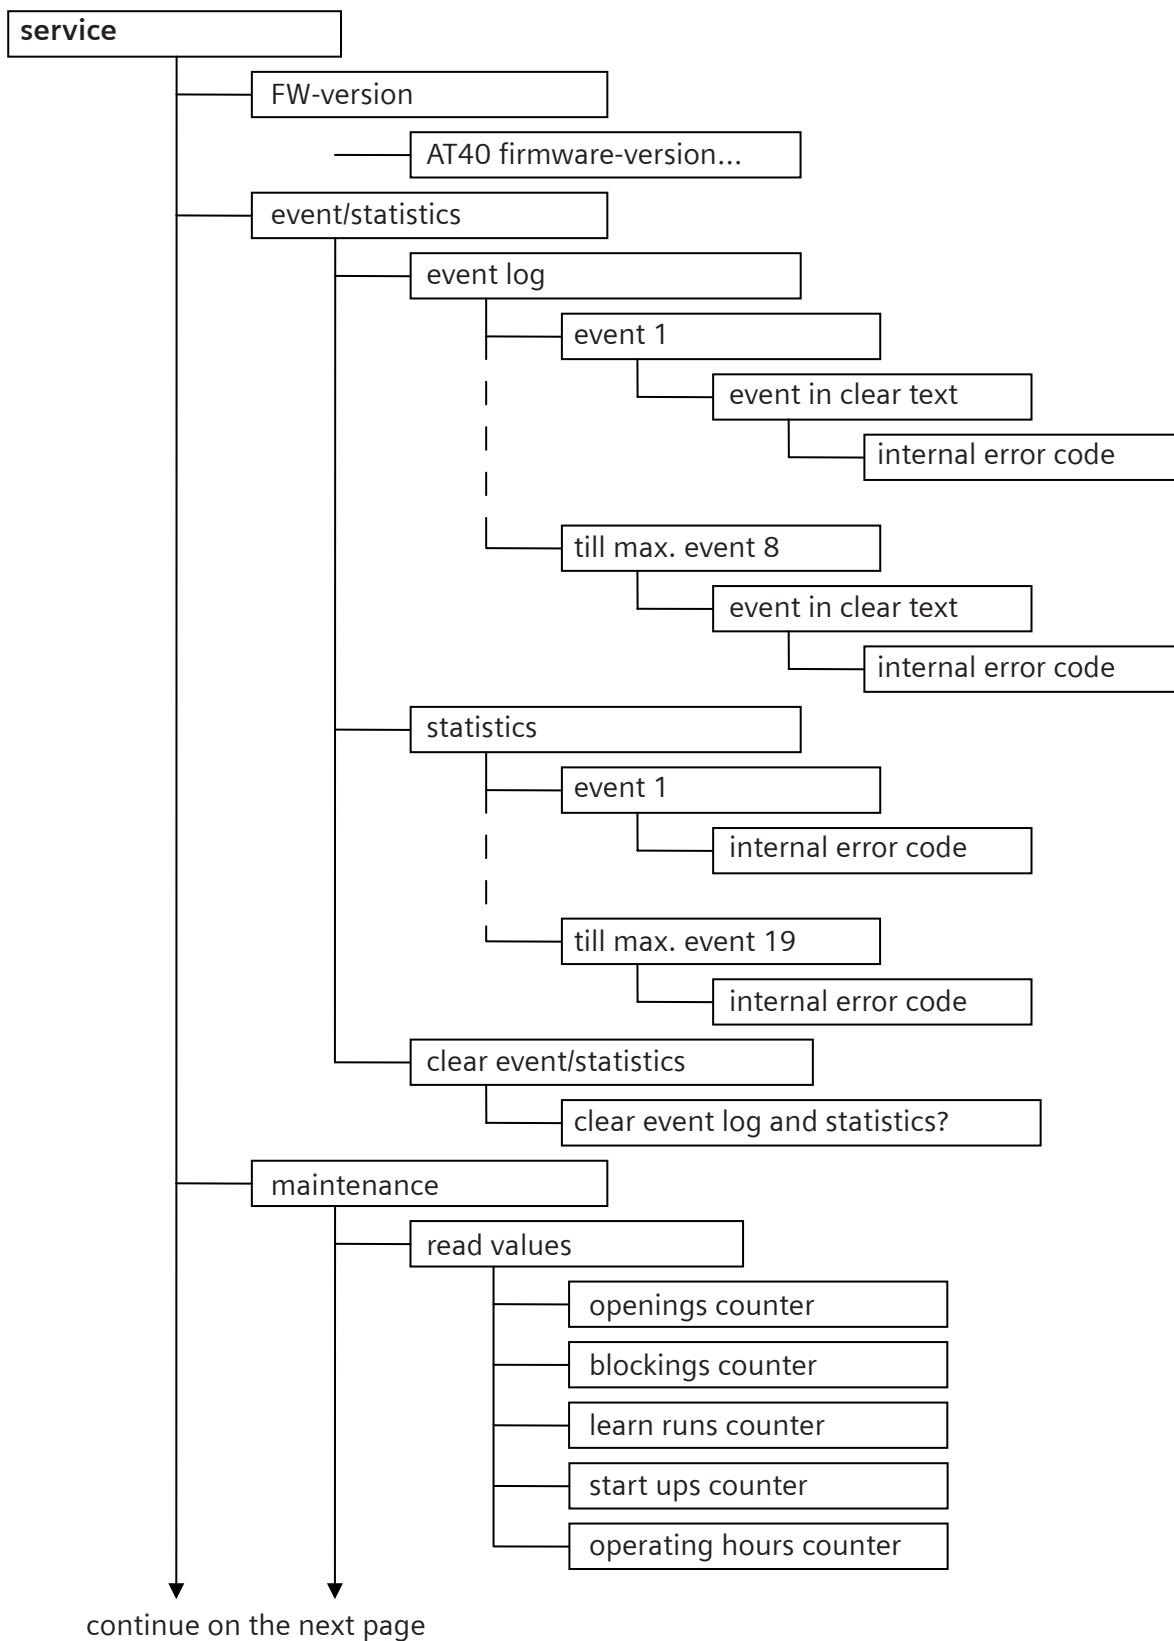 service
FW-version
AT40 firmware-version...
event/statistics
event log
event 1
event in clear text
internal error code
till max. event 8
event in clear text
internal error code
statistics
event 1
internal error code
till max. event 19
internal error code
clear event/statistics
clear event log and statistics?
maintenance
read values
openings counter
blockings counter
learn runs counter
start ups counter
operating hours counter
continue on the next page